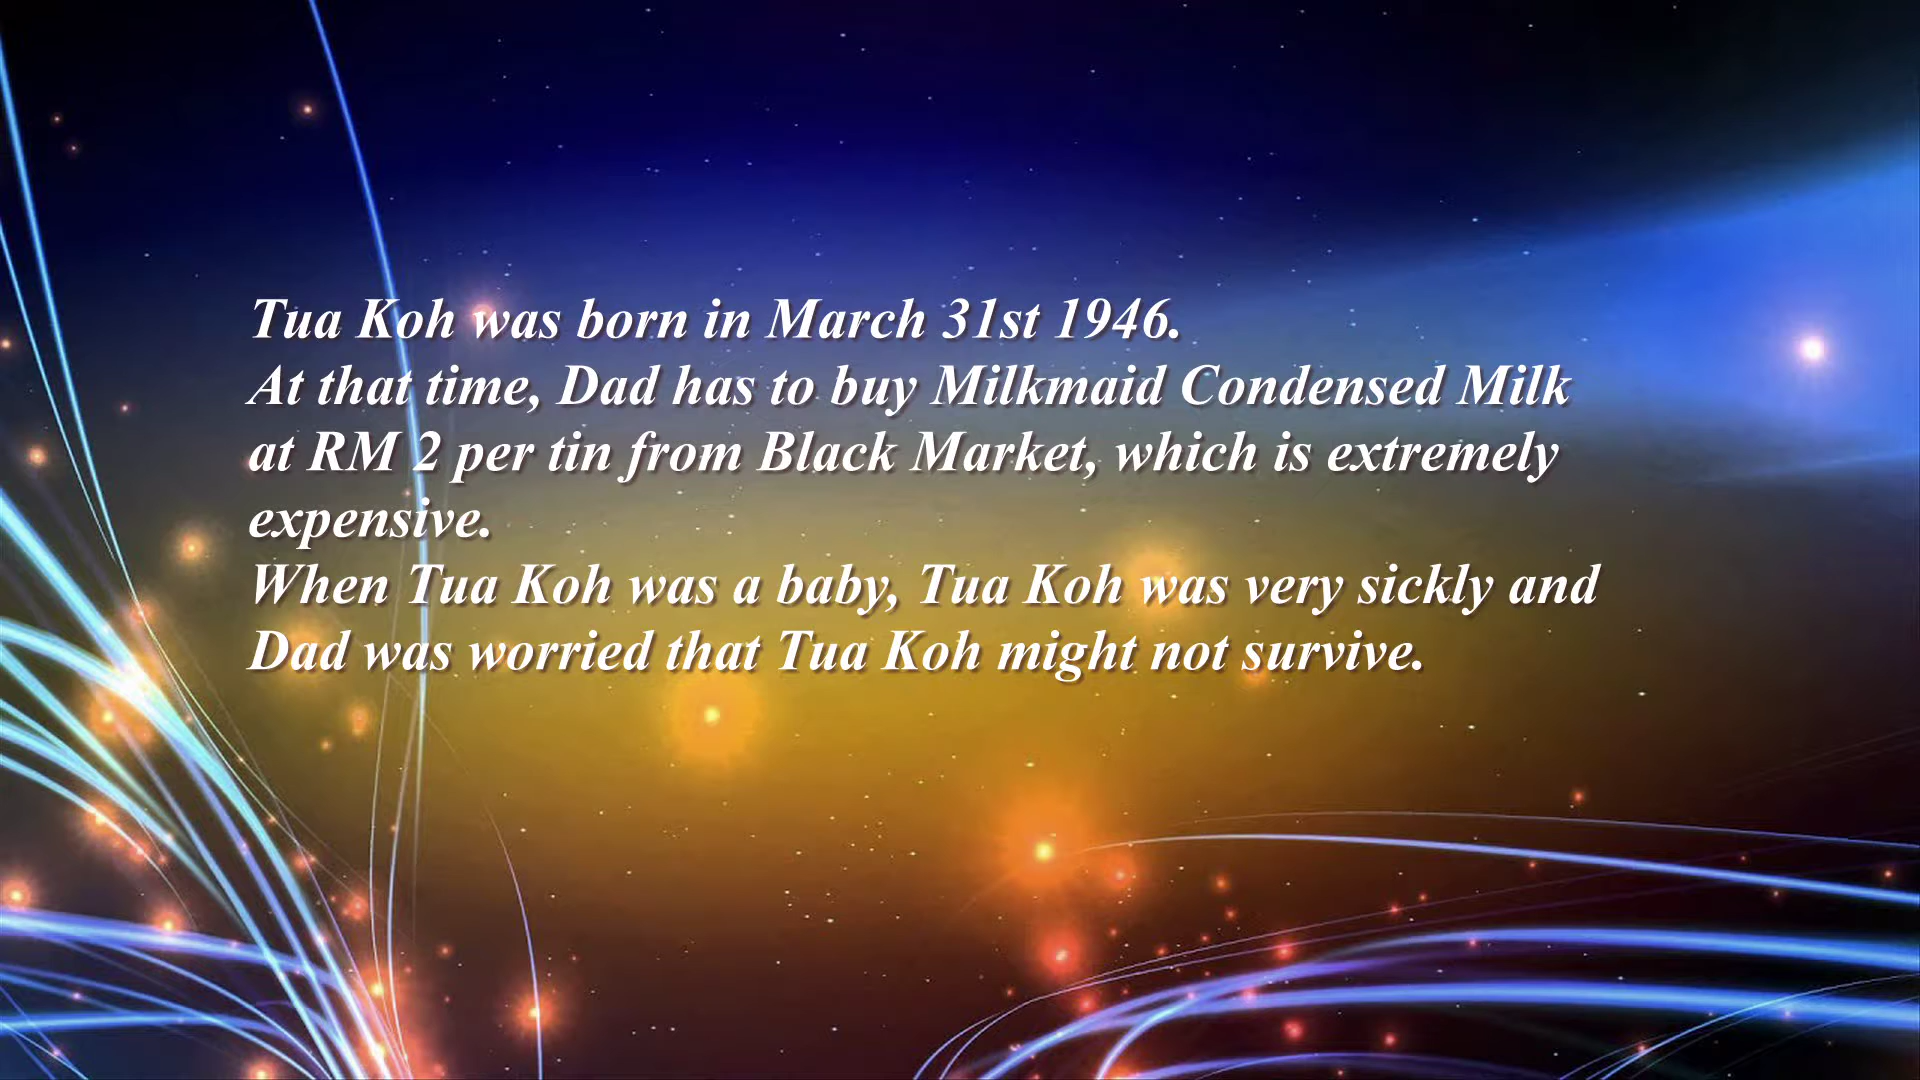 Tua Koh was born in March 31st 1946.
At that time, Dad has to buy Milkmaid Condensed Milk
at RM 2 per tin from Black Market, which is extremely
expensive.
When Tua Koh was a baby, Tua Koh was very sickly and
Dad was worried that Tua Koh might not survive.